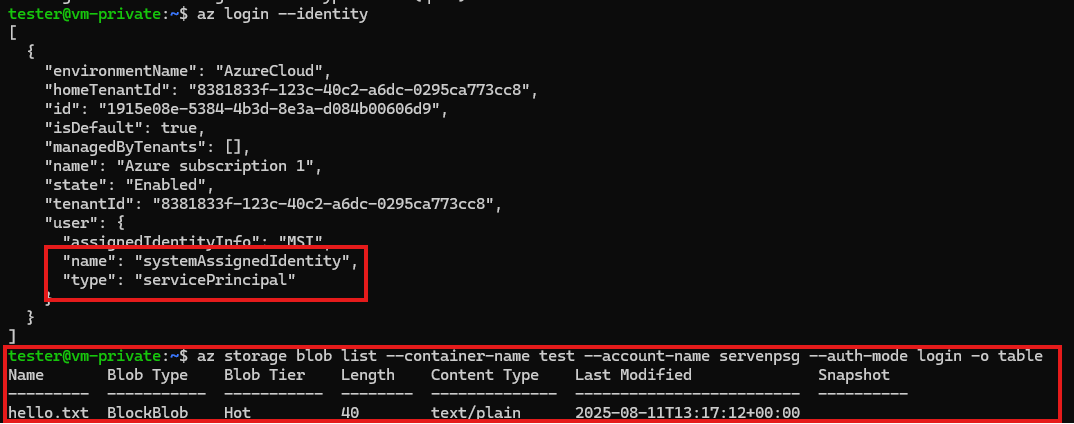 tester@vm-private:~$ az login --identity
[
  {
    "environmentName": "AzureCloud",
    "homeTenantId": "8381833f-123c-40c2-a6dc-0295ca773cc8",
    "id": "1915e08e-5384-4b3d-8e3a-d084b00606d9",
    "isDefault": true,
    "managedByTenants": [],
    "name": "Azure subscription 1",
    "state": "Enabled",
    "tenantId": "8381833f-123c-40c2-a6dc-0295ca773cc8",
    "user": {
      "assignedIdentityInfo": "MSI",
      "name": "systemAssignedIdentity",
      "type": "servicePrincipal"
    }
  }
]
tester@vm-private:~$ az storage blob list --container-name test --account-name servenpsg --auth-mode login -o table
Name       Blob Type    Blob Tier    Length    Content Type    Last Modified              Snapshot
---------  -----------  -----------  --------  --------------  -------------------------  ----------
hello.txt  BlockBlob    Hot          40        text/plain      2025-08-11T13:17:12+00:00